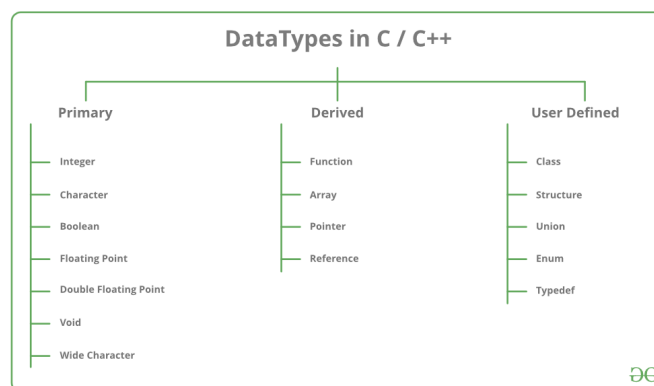 DataTypes in C / C++
Primary
Integer
Character
Boolean
Floating Point
Double Floating Point
Void
Wide Character
Derived
Function
Array
Pointer
Reference
User Defined
Class
Structure
Union
Enum
Typedef